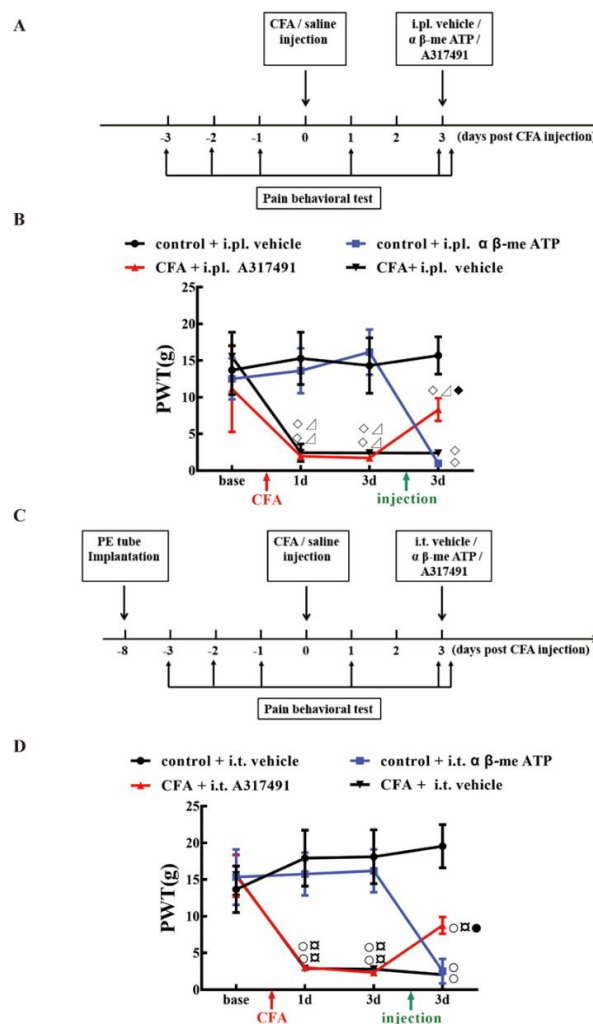 A
CFA / saline
injection
i.pl. vehicle /
α β-me ATP /
A317491
-3 -2 -1 0 1 2 3 (days post CFA injection)
Pain behavioral test
B
control + i.pl. vehicle
control + i.pl. α β-me ATP
CFA + i.pl. A317491
CFA+ i.pl. vehicle
PWT(g)
25
20
15
10
5
0
base 1d 3d 3d
CFA injection
C
PE tube
Implantation
CFA / saline
injection
i.t. vehicle /
α β-me ATP /
A317491
-8 -3 -2 -1 0 1 2 3 (days post CFA injection)
Pain behavioral test
D
control + i.t. vehicle
control + i.t. α β-me ATP
CFA + i.t. A317491
CFA + i.t. vehicle
PWT(g)
25
20
15
10
5
0
base 1d 3d 3d
CFA injection